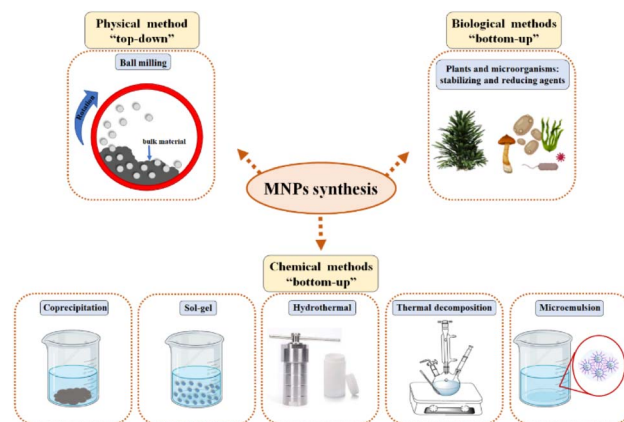 Physical method
“top-down”
Ball milling
Rotation
bulk material
Biological methods
“bottom-up”
Plants and microorganisms:
stabilizing and reducing agents
MNPs synthesis
Chemical methods
“bottom-up”
Coprecipitation
Sol-gel
Hydrothermal
Thermal decomposition
Microemulsion